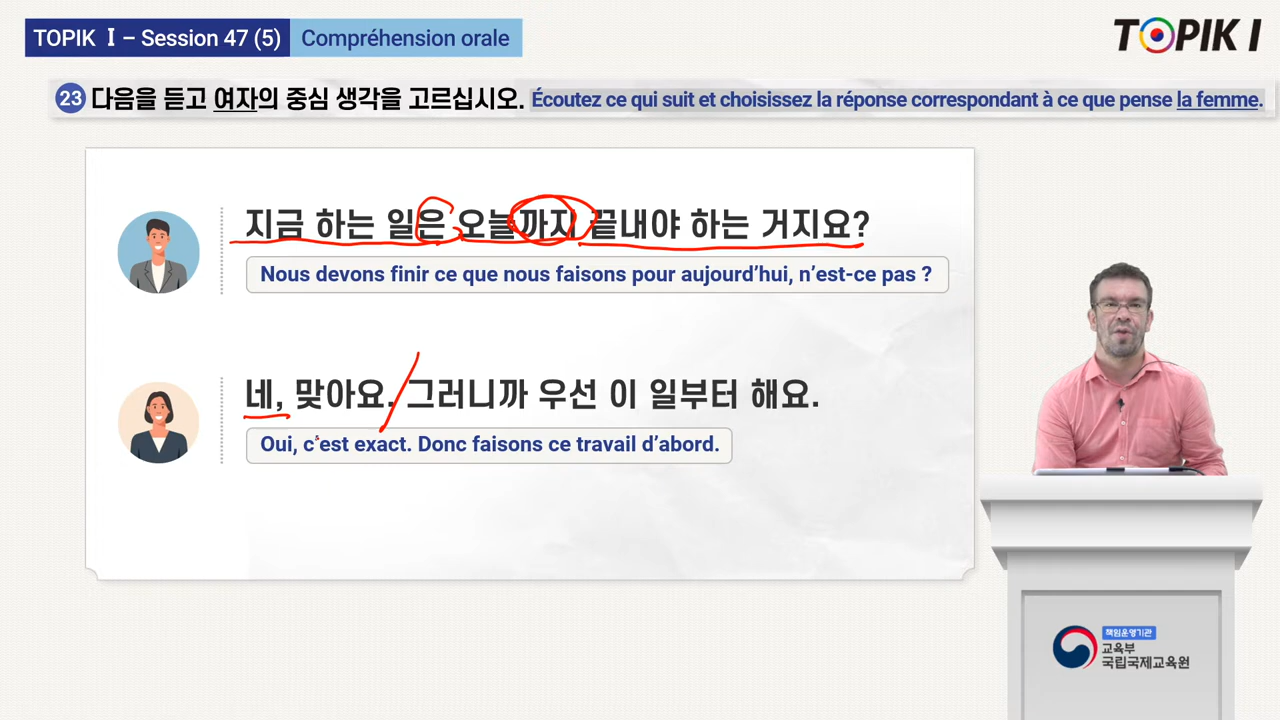 TOPIK I – Session 47 (5) Compréhension orale
TOPIK I
23 다음을 듣고 여자의 중심 생각을 고르십시오. Écoutez ce qui suit et choisissez la réponse correspondant à ce que pense la femme.
지금 하는 일은 오늘까지 끝내야 하는 거지요?
Nous devons finir ce que nous faisons pour aujourd’hui, n’est-ce pas ?
네, 맞아요. 그러니까 우선 이 일부터 해요.
Oui, c’est exact. Donc faisons ce travail d’abord.
책임운영기관
교육부
국립국제교육원